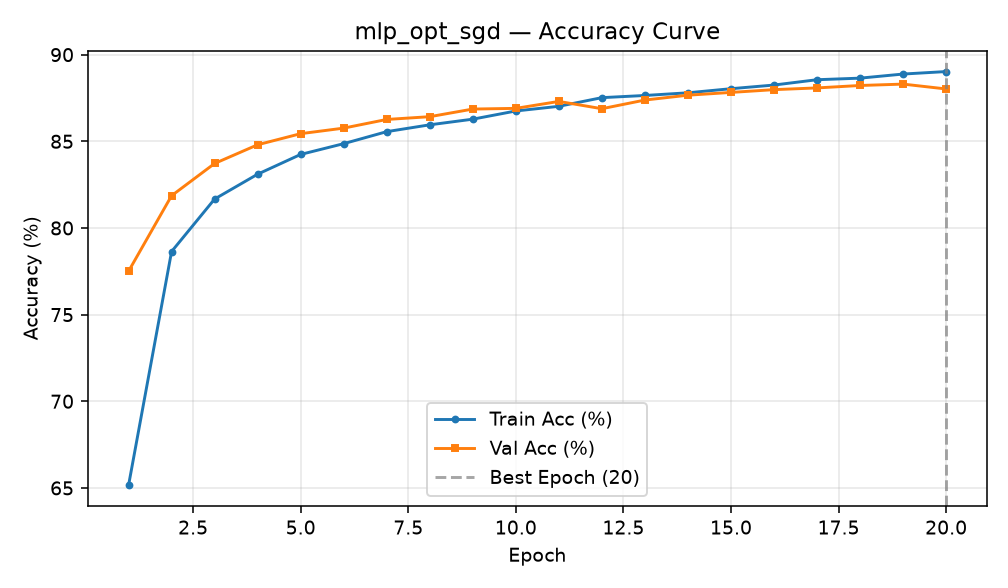 mlp_opt_sgd — Accuracy Curve
Accuracy (%)
90
85
80
75
70
65
Train Acc (%)
Val Acc (%)
Best Epoch (20)
2.5 5.0 7.5 10.0 12.5 15.0 17.5 20.0
Epoch